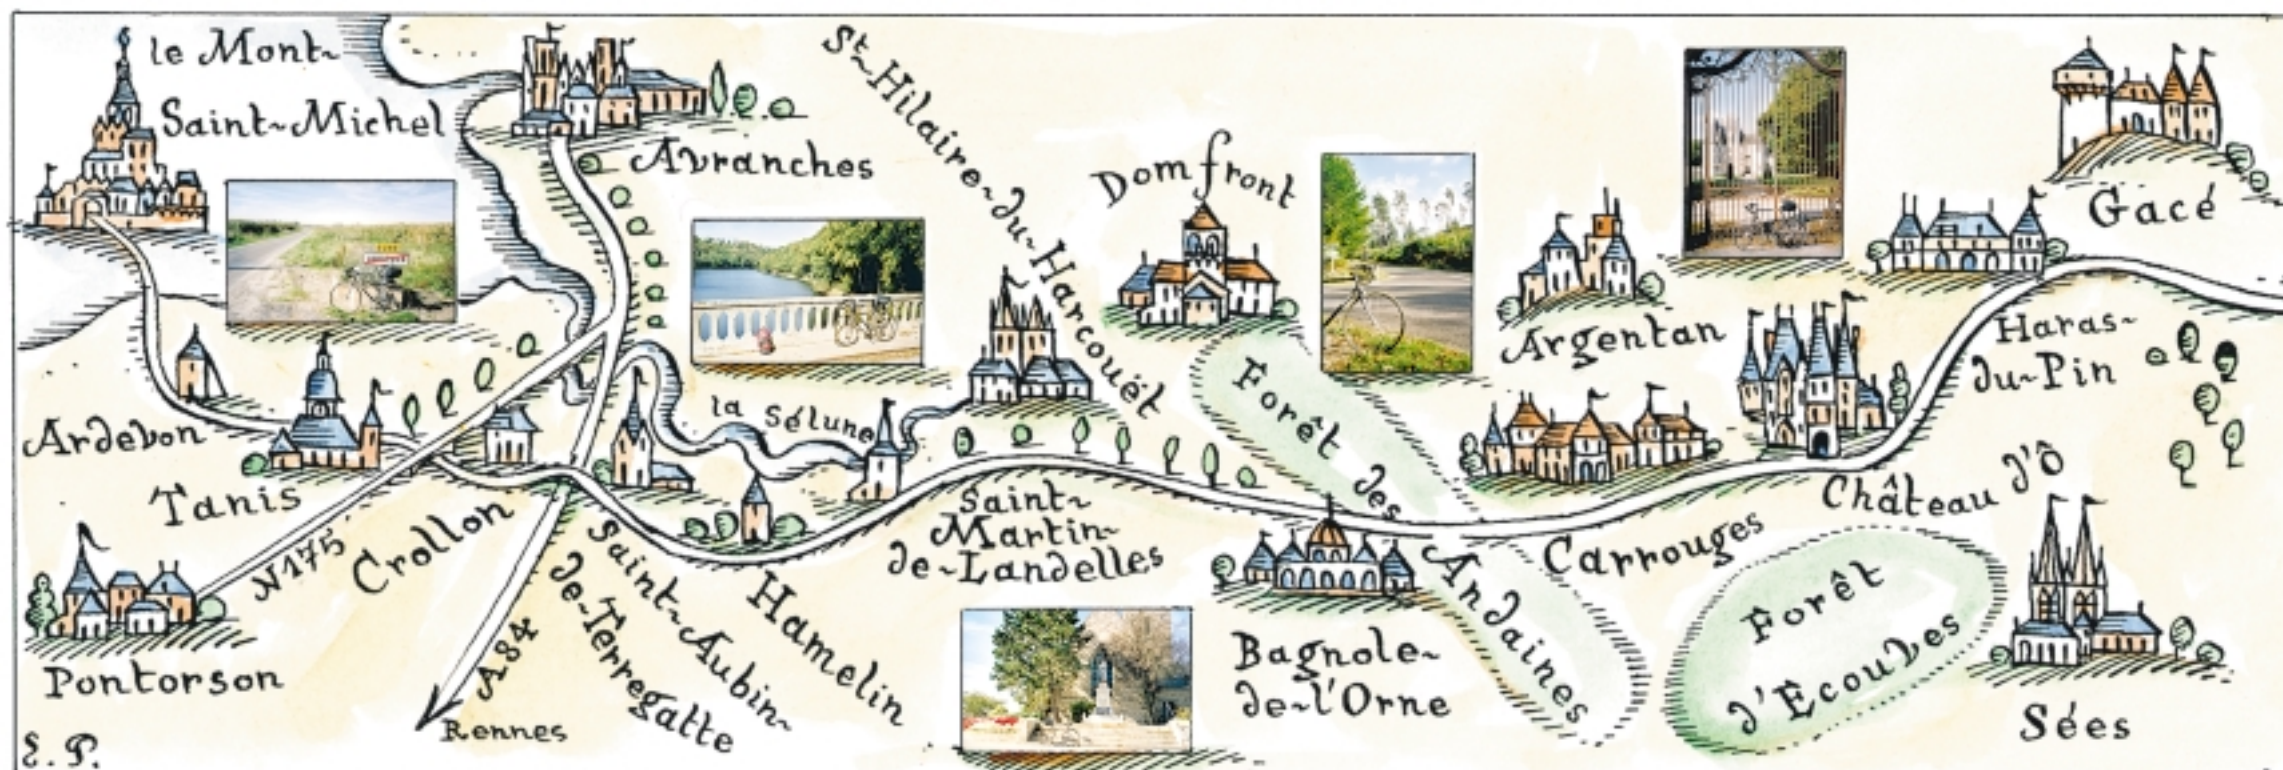 le Mont-
Saint-Michel
Avranches
St-Hilaire-du-Harcouët
Domfront
Gacé
Argentan
Haras-
du-Pin
Forêt des Andaines
la Sélune
Ardevon
Tanis
Château d'Ô
Saint-
Martin-
de-Landelles
Crollon
N175
Carrouges
Pontorson
Saint-Aubin-
de-Terregatte
Hamelin
Bagnole-
de-l'Orne
Forêt
d'Ecouves
A84
Rennes
Sées
E.P.